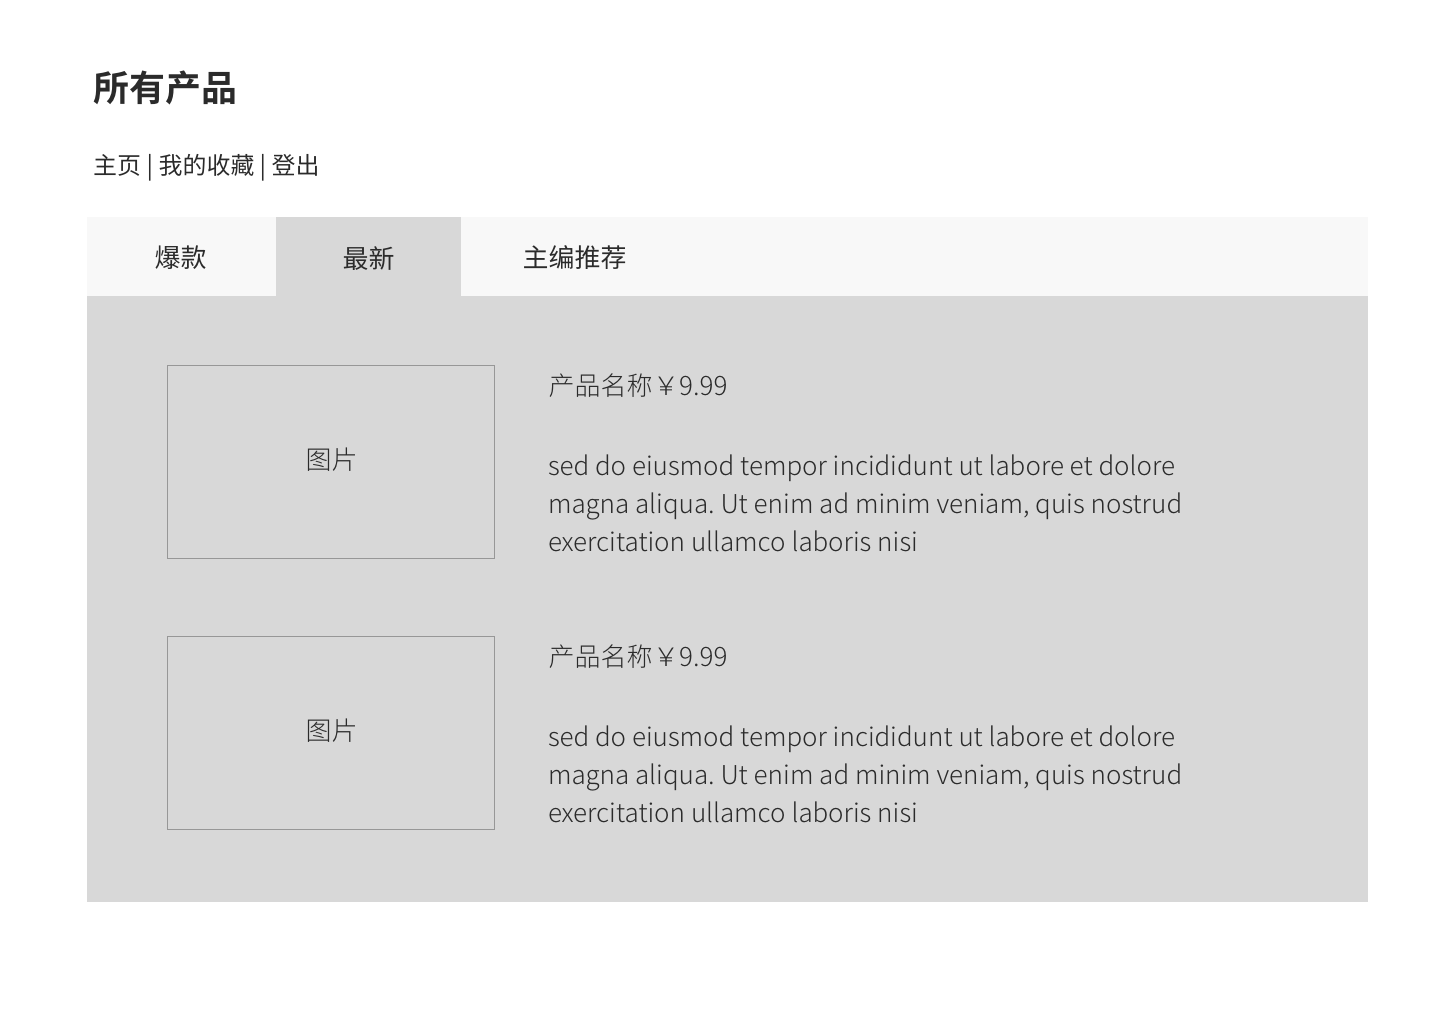 所有产品
主页 | 我的收藏 | 登出
爆款 最新 主编推荐
图片
产品名称￥9.99
sed do eiusmod tempor incididunt ut labore et dolore
magna aliqua. Ut enim ad minim veniam, quis nostrud
exercitation ullamco laboris nisi
图片
产品名称￥9.99
sed do eiusmod tempor incididunt ut labore et dolore
magna aliqua. Ut enim ad minim veniam, quis nostrud
exercitation ullamco laboris nisi